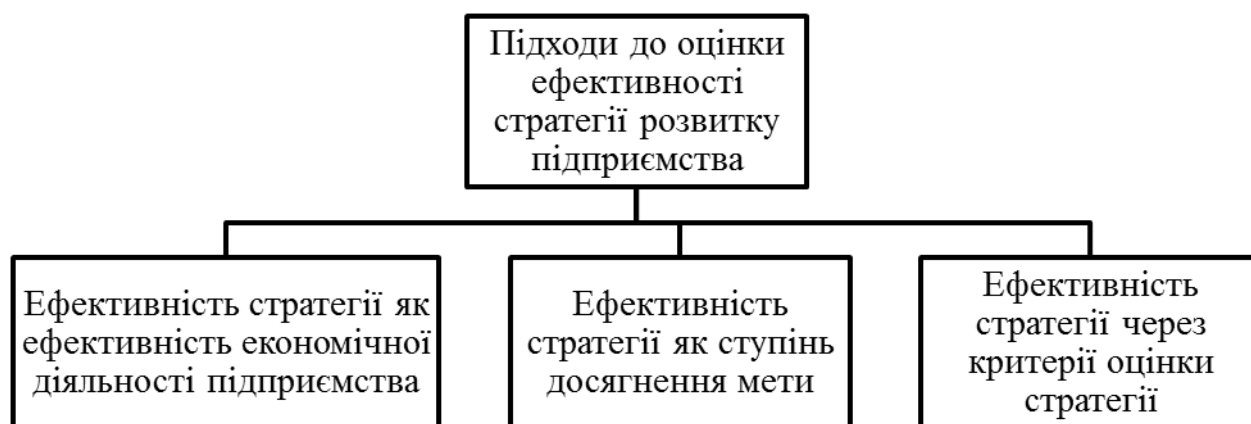 Підходи до оцінки
ефективності
стратегії розвитку
підприємства
Ефективність стратегії як
ефективність економічної
діяльності підприємства
Ефективність
стратегії як ступінь
досягнення мети
Ефективність
стратегії через
критерії оцінки
стратегії